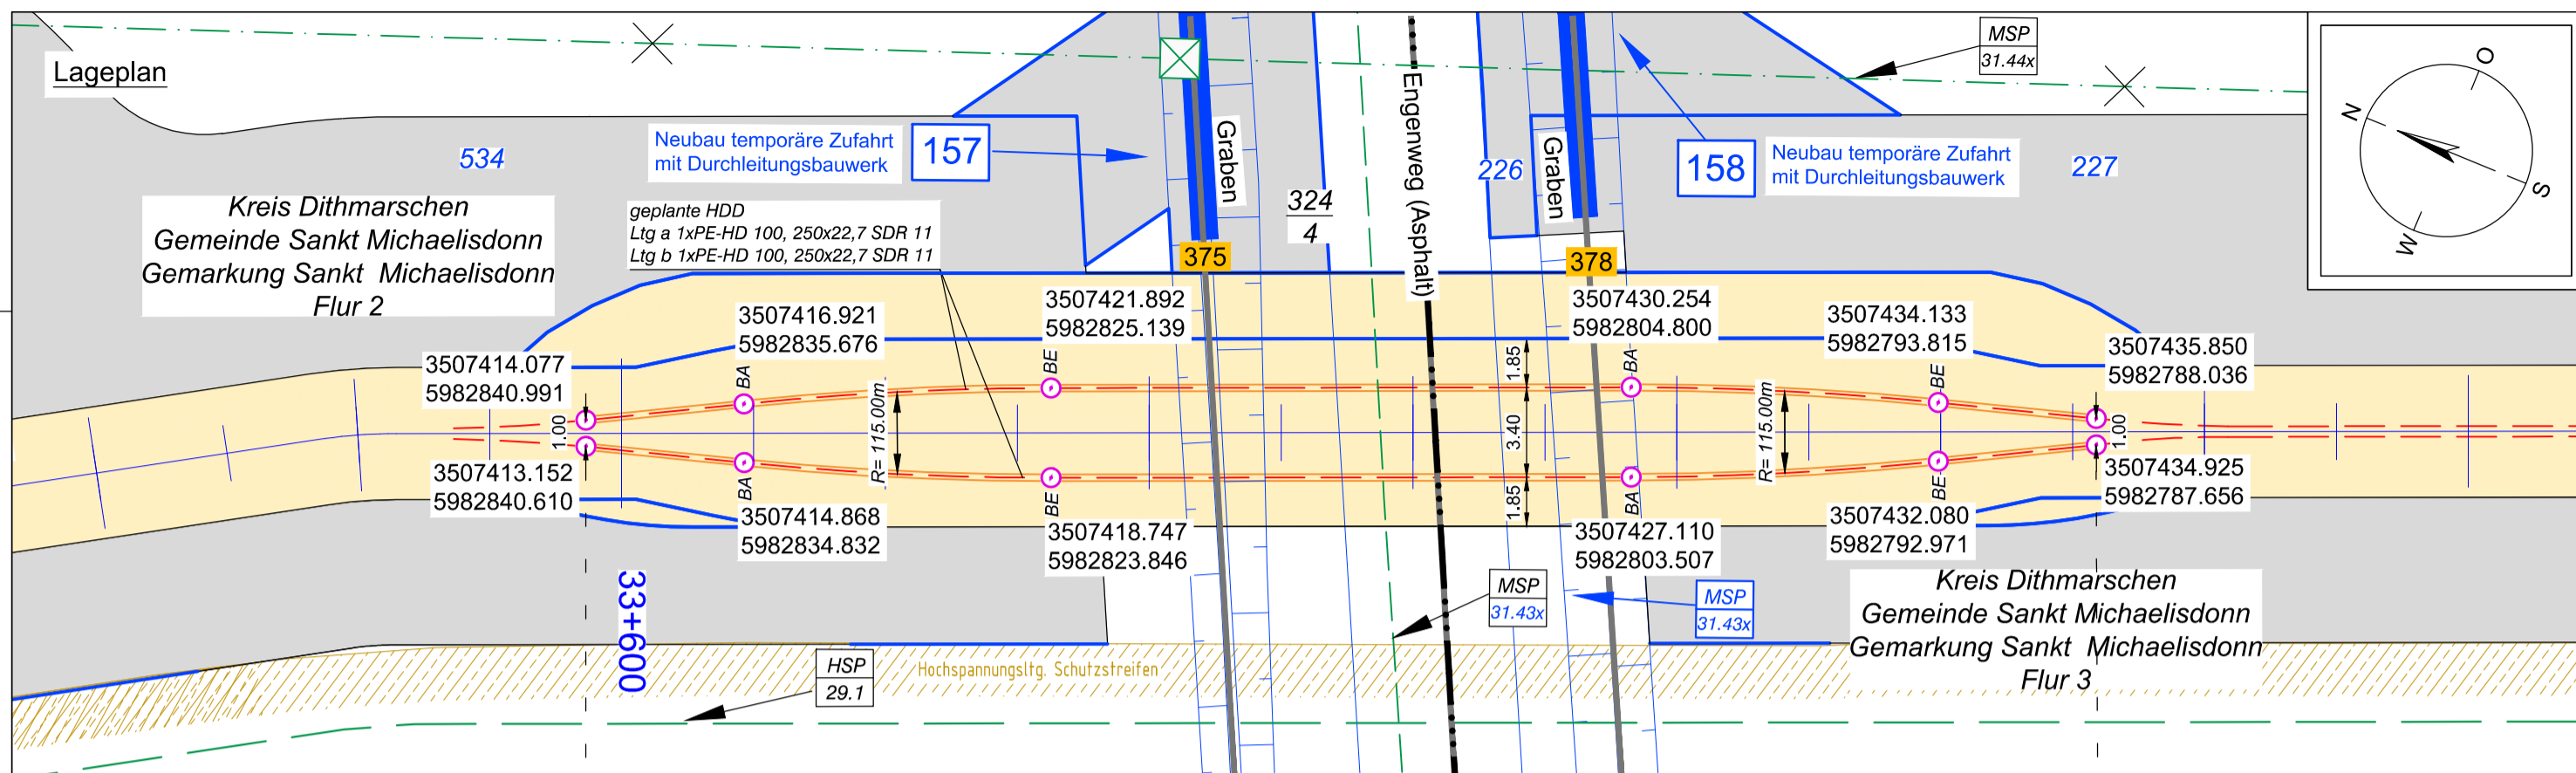 Lageplan
MSP
31.44x
N
O
S
W
534
Neubau temporäre Zufahrt
mit Durchleitungsbauwerk
157
Graben
324
4
Engenweg (Asphalt)
226
Graben
158
Neubau temporäre Zufahrt
mit Durchleitungsbauwerk
227
Kreis Dithmarschen
Gemeinde Sankt Michaelisdonn
Gemarkung Sankt Michaelisdonn
Flur 2
geplante HDD
Ltg a 1xPE-HD 100, 250x22,7 SDR 11
Ltg b 1xPE-HD 100, 250x22,7 SDR 11
375
378
3507414.077
5982840.991
3507416.921
5982835.676
3507421.892
5982825.139
3507430.254
5982804.800
3507434.133
5982793.815
3507435.850
5982788.036
BA
BE
BA
BE
1.00
R= 115.00m
1.85
3.40
1.85
R= 115.00m
1.00
BA
BE
BA
BE
3507413.152
5982840.610
3507414.868
5982834.832
3507418.747
5982823.846
3507427.110
5982803.507
3507432.080
5982792.971
3507434.925
5982787.656
33+600
MSP
31.43x
MSP
31.43x
Kreis Dithmarschen
Gemeinde Sankt Michaelisdonn
Gemarkung Sankt Michaelisdonn
Flur 3
HSP
29.1
Hochspannungsltg. Schutzstreifen